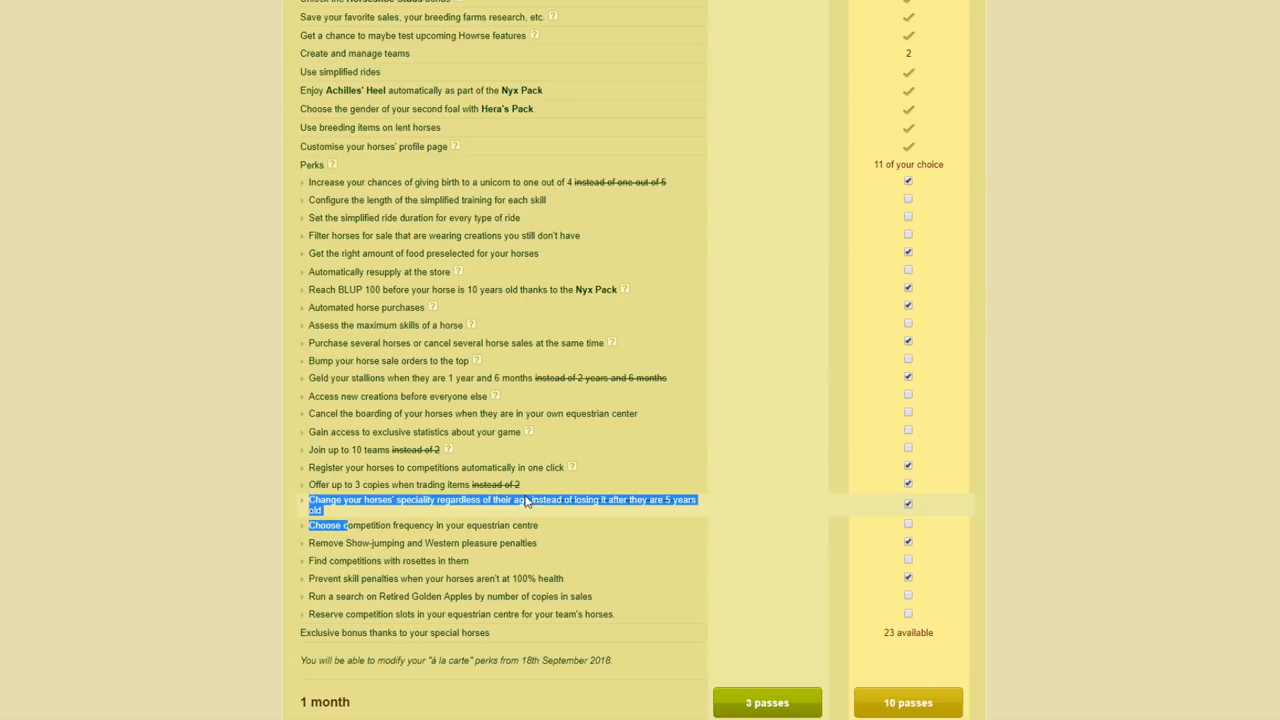 Unlock the Horseshoe Studs bonus
Save your favorite sales, your breeding farms research, etc. ?
Get a chance to maybe test upcoming Howrse features ?
Create and manage teams 2
Use simplified rides
Enjoy Achilles' Heel automatically as part of the Nyx Pack
Choose the gender of your second foal with Hera's Pack
Use breeding items on lent horses
Customise your horses' profile page ?
Perks ? 11 of your choice
Increase your chances of giving birth to a unicorn to one out of 4 instead of one out of 5
Configure the length of the simplified training for each skill
Set the simplified ride duration for every type of ride
Filter horses for sale that are wearing creations you still don't have
Get the right amount of food preselected for your horses
Automatically resupply at the store ?
Reach BLUP 100 before your horse is 10 years old thanks to the Nyx Pack ?
Automated horse purchases ?
Assess the maximum skills of a horse ?
Purchase several horses or cancel several horse sales at the same time ?
Bump your horse sale orders to the top ?
Geld your stallions when they are 1 year and 6 months instead of 2 years and 6 months
Access new creations before everyone else ?
Cancel the boarding of your horses when they are in your own equestrian center
Gain access to exclusive statistics about your game ?
Join up to 10 teams instead of 2 ?
Register your horses to competitions automatically in one click ?
Offer up to 3 copies when trading items instead of 2
Change your horses' speciality regardless of their age instead of losing it after they are 5 years
old
Choose competition frequency in your equestrian centre
Remove Show-jumping and Western pleasure penalties
Find competitions with rosettes in them
Prevent skill penalties when your horses aren't at 100% health
Run a search on Retired Golden Apples by number of copies in sales
Reserve competition slots in your equestrian centre for your team's horses.
Exclusive bonus thanks to your special horses 23 available
You will be able to modify your "à la carte" perks from 18th September 2018.
1 month 3 passes 10 passes